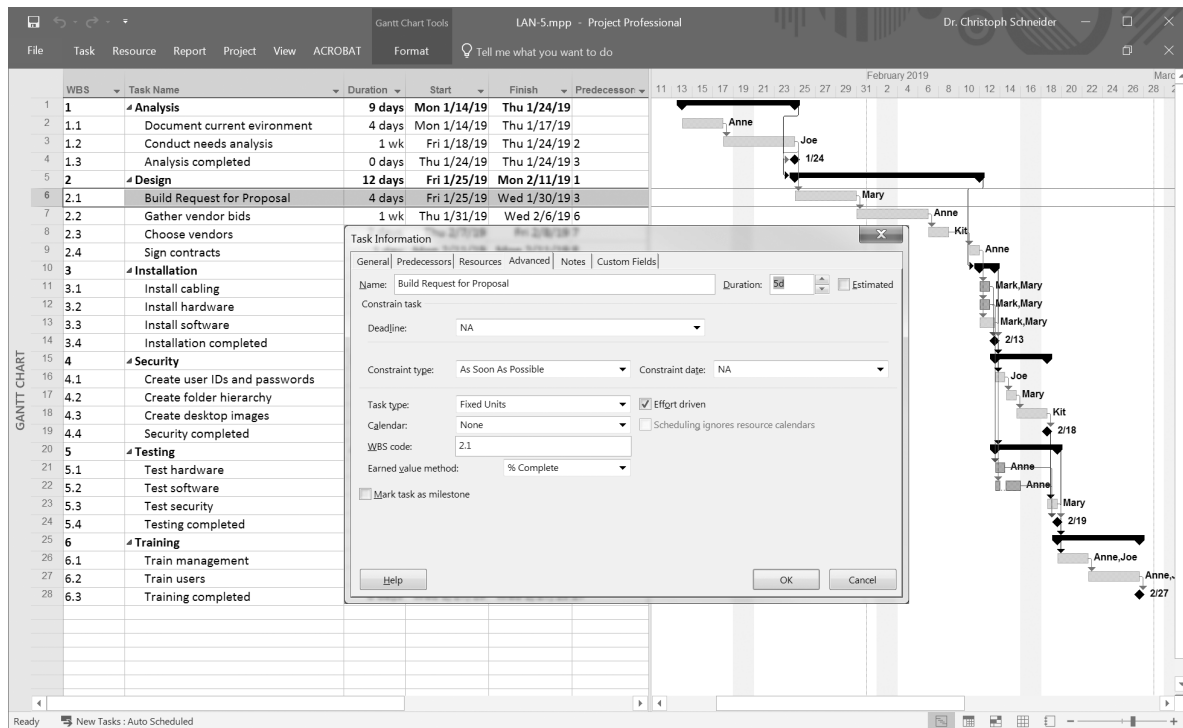 Gantt Chart Tools LAN-5.mpp - Project Professional Dr. Christoph Schneider
File Task Resource Report Project View ACROBAT Format Tell me what you want to do
February 2019 Marc
WBS Task Name Duration Start Finish Predecessor 11 13 15 17 19 21 23 25 27 29 31 2 4 6 8 10 12 14 16 18 20 22 24 26 28
1 1 Analysis 9 days Mon 1/14/19 Thu 1/24/19
2 1.1 Document current evironment 4 days Mon 1/14/19 Thu 1/17/19 Anne
3 1.2 Conduct needs analysis 1 wk Fri 1/18/19 Thu 1/24/19 2 Joe
4 1.3 Analysis completed 0 days Thu 1/24/19 Thu 1/24/19 3 1/24
5 2 Design 12 days Fri 1/25/19 Mon 2/11/19 1
6 2.1 Build Request for Proposal 4 days Fri 1/25/19 Wed 1/30/19 3 Mary
7 2.2 Gather vendor bids 1 wk Thu 1/31/19 Wed 2/6/19 6 Anne
8 2.3 Choose vendors Kit
9 2.4 Sign contracts Anne
10 3 Installation
11 3.1 Install cabling Mark,Mary
12 3.2 Install hardware Mark,Mary
13 3.3 Install software Mark,Mary
14 3.4 Installation completed 2/13
15 4 Security
16 4.1 Create user IDs and passwords Joe
17 4.2 Create folder hierarchy Mary
18 4.3 Create desktop images Kit
19 4.4 Security completed 2/18
20 5 Testing
21 5.1 Test hardware Anne
22 5.2 Test software Anne
23 5.3 Test security Mary
24 5.4 Testing completed 2/19
25 6 Training
26 6.1 Train management Anne,Joe
27 6.2 Train users Anne,
28 6.3 Training completed 2/27
GANTT CHART
Task Information X
General Predecessors Resources Advanced Notes Custom Fields
Name: Build Request for Proposal Duration: 5d Estimated
Constrain task
Deadline: NA
Constraint type: As Soon As Possible Constraint date: NA
Task type: Fixed Units Effort driven
Calendar: None Scheduling ignores resource calendars
WBS code: 2.1
Earned value method: % Complete
Mark task as milestone
Help OK Cancel
Ready New Tasks : Auto Scheduled